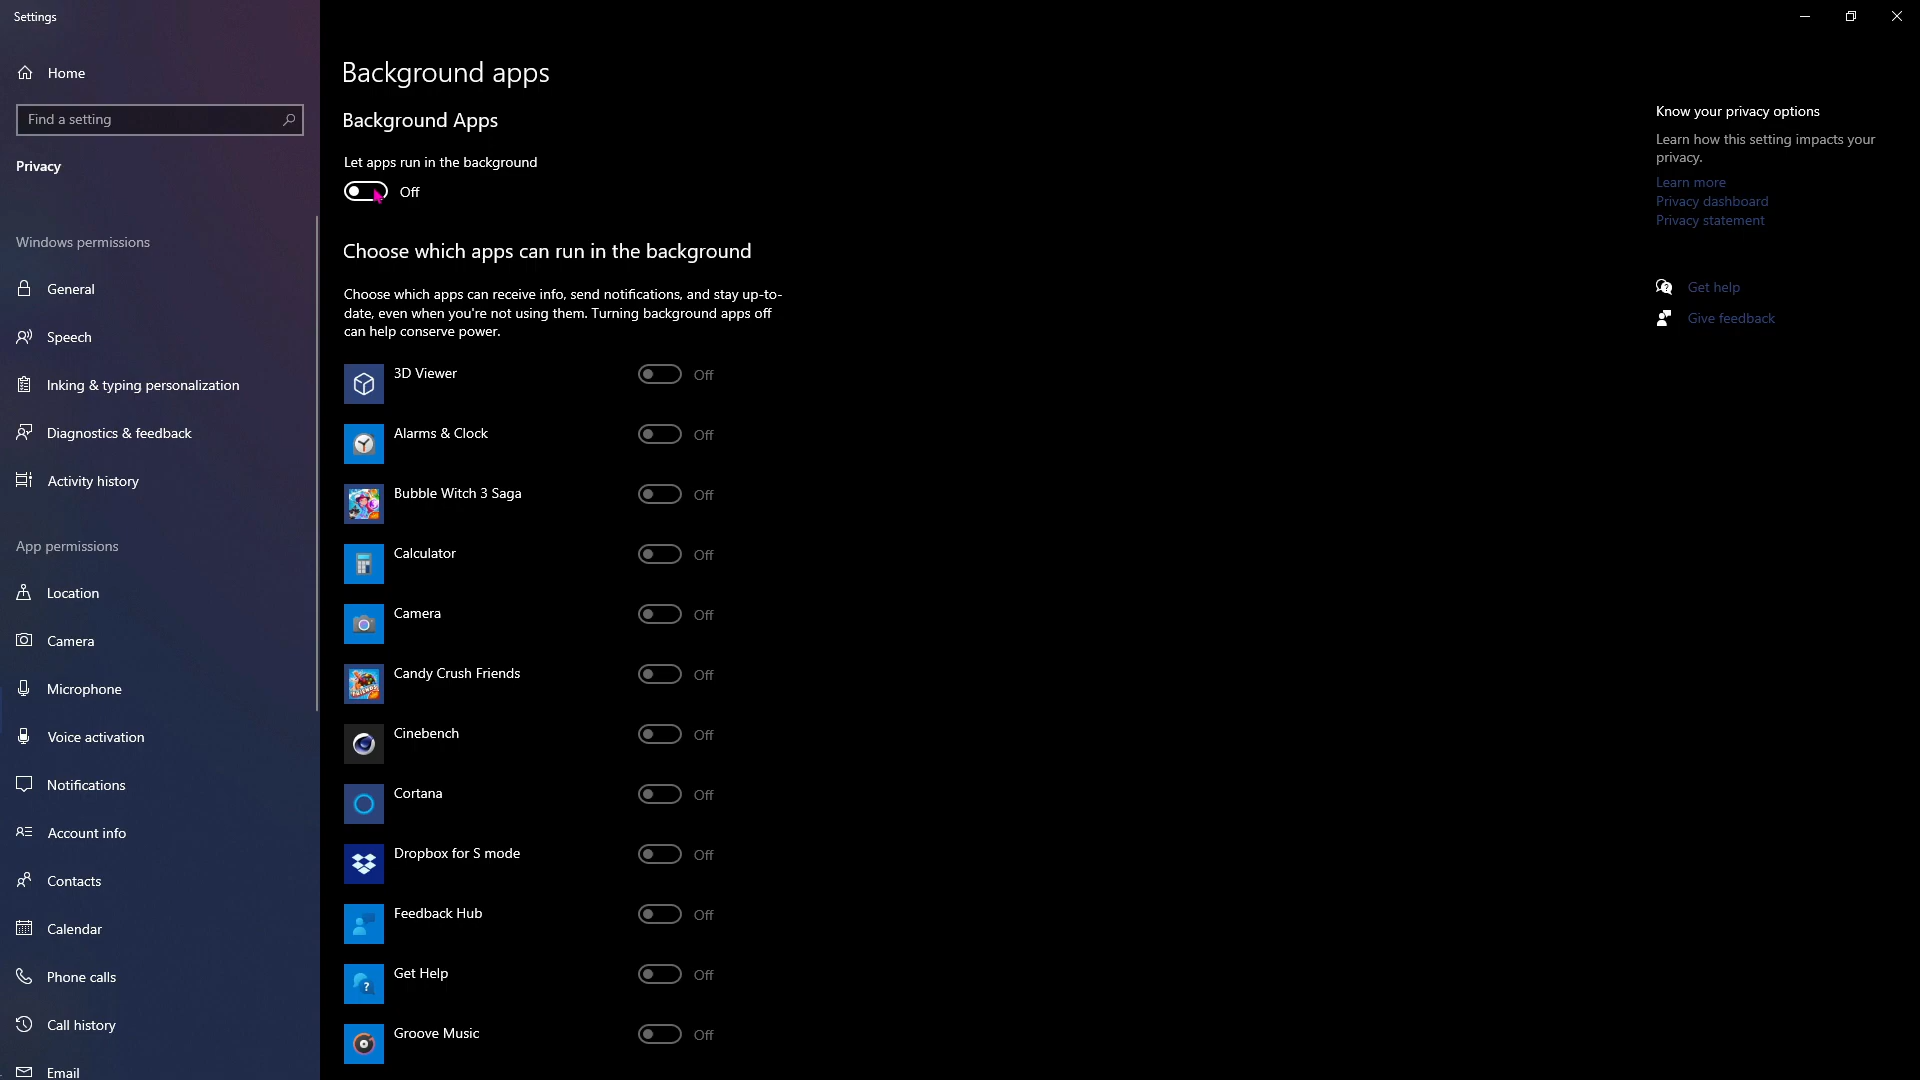 Settings
Home
Find a setting
Privacy
Windows permissions
General
Speech
Inking & typing personalization
Diagnostics & feedback
Activity history
App permissions
Location
Camera
Microphone
Voice activation
Notifications
Account info
Contacts
Calendar
Phone calls
Call history
Email
Background apps
Background Apps
Let apps run in the background
Off
Choose which apps can run in the background
Choose which apps can receive info, send notifications, and stay up-to-
date, even when you're not using them. Turning background apps off
can help conserve power.
3D Viewer Off
Alarms & Clock Off
Bubble Witch 3 Saga Off
Calculator Off
Camera Off
Candy Crush Friends Off
Cinebench Off
Cortana Off
Dropbox for S mode Off
Feedback Hub Off
Get Help Off
Groove Music Off
Know your privacy options
Learn how this setting impacts your
privacy.
Learn more
Privacy dashboard
Privacy statement
Get help
Give feedback